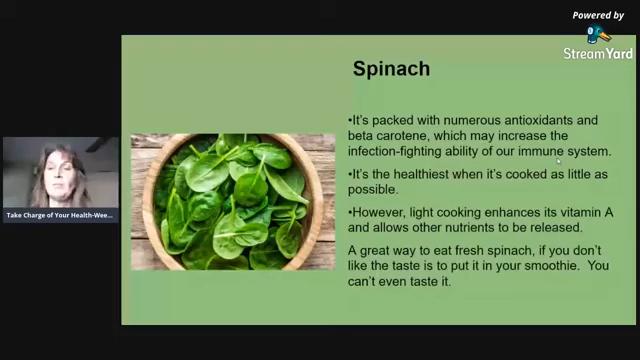 Powered by
StreamYard
Spinach
•It's packed with numerous antioxidants and
beta carotene, which may increase the
infection-fighting ability of our immune system.
•It's the healthiest when it's cooked as little as
possible.
•However, light cooking enhances its vitamin A
and allows other nutrients to be released.
A great way to eat fresh spinach, if you don't
like the taste is to put it in your smoothie.  You
can't even taste it.
Take Charge of Your Health-Wee...